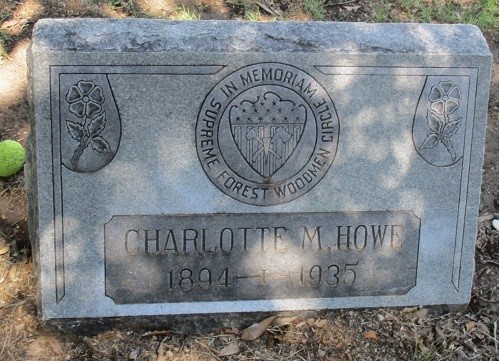 IN MEMORIAM
SUPREME FOREST WOODMEN CIRCLE
CHARLOTTE M. HOWE
1894 – 1935